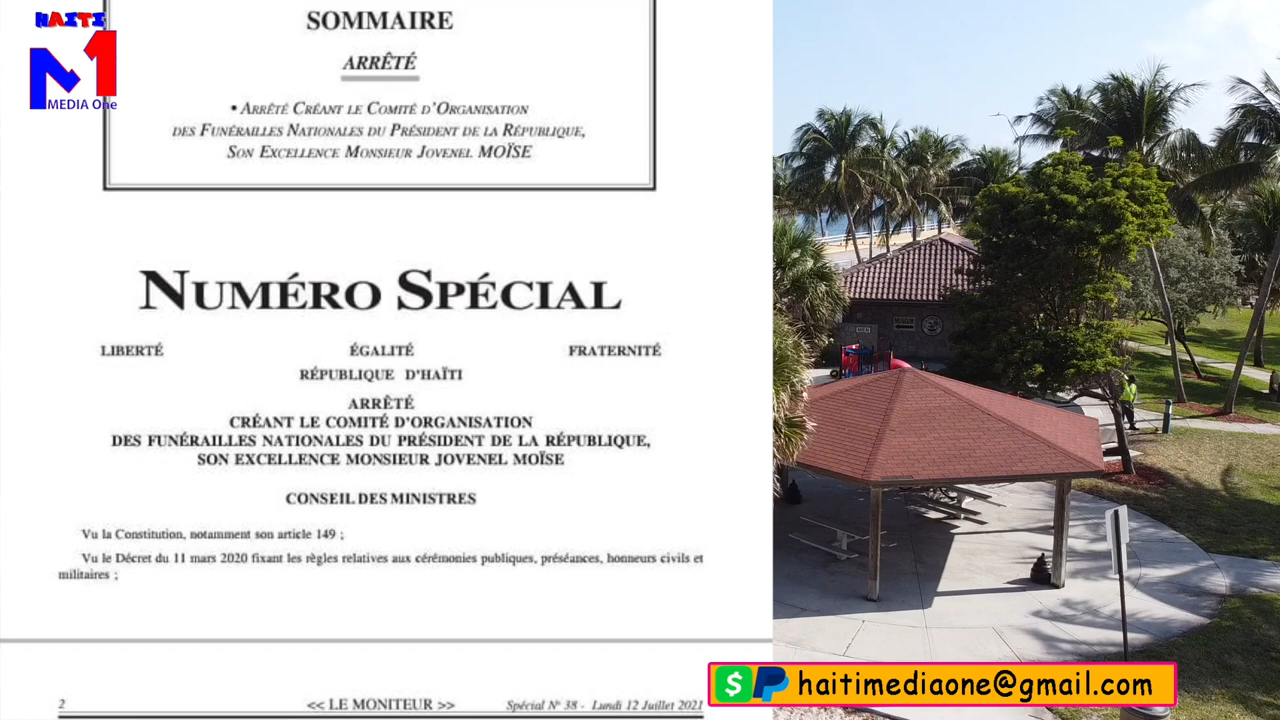 HAITI
M1
MEDIA One
SOMMAIRE
ARRÊTÉ
• ARRÊTÉ CRÉANT LE COMITÉ D'ORGANISATION
DES FUNÉRAILLES NATIONALES DU PRÉSIDENT DE LA RÉPUBLIQUE,
SON EXCELLENCE MONSIEUR JOVENEL MOÏSE
NUMÉRO SPÉCIAL
LIBERTÉ ÉGALITÉ FRATERNITÉ
RÉPUBLIQUE D'HAÏTI
ARRÊTÉ
CRÉANT LE COMITÉ D'ORGANISATION
DES FUNÉRAILLES NATIONALES DU PRÉSIDENT DE LA RÉPUBLIQUE,
SON EXCELLENCE MONSIEUR JOVENEL MOÏSE
CONSEIL DES MINISTRES
Vu la Constitution, notamment son article 149 ;
Vu le Décret du 11 mars 2020 fixant les règles relatives aux cérémonies publiques, préséances, honneurs civils et
militaires ;
2 << LE MONITEUR >> Spécial N° 38 - Lundi 12 Juillet 2021
$ P haitimediaone@gmail.com